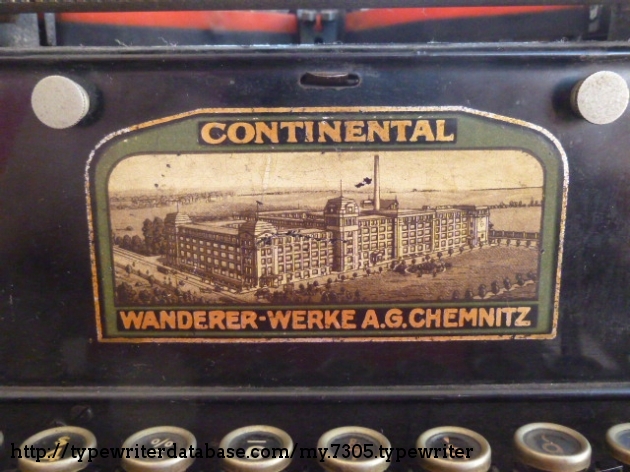 CONTINENTAL
WANDERER-WERKE A.G. CHEMNITZ
%
http://typewriterdatabase.com/my.7305.typewriter